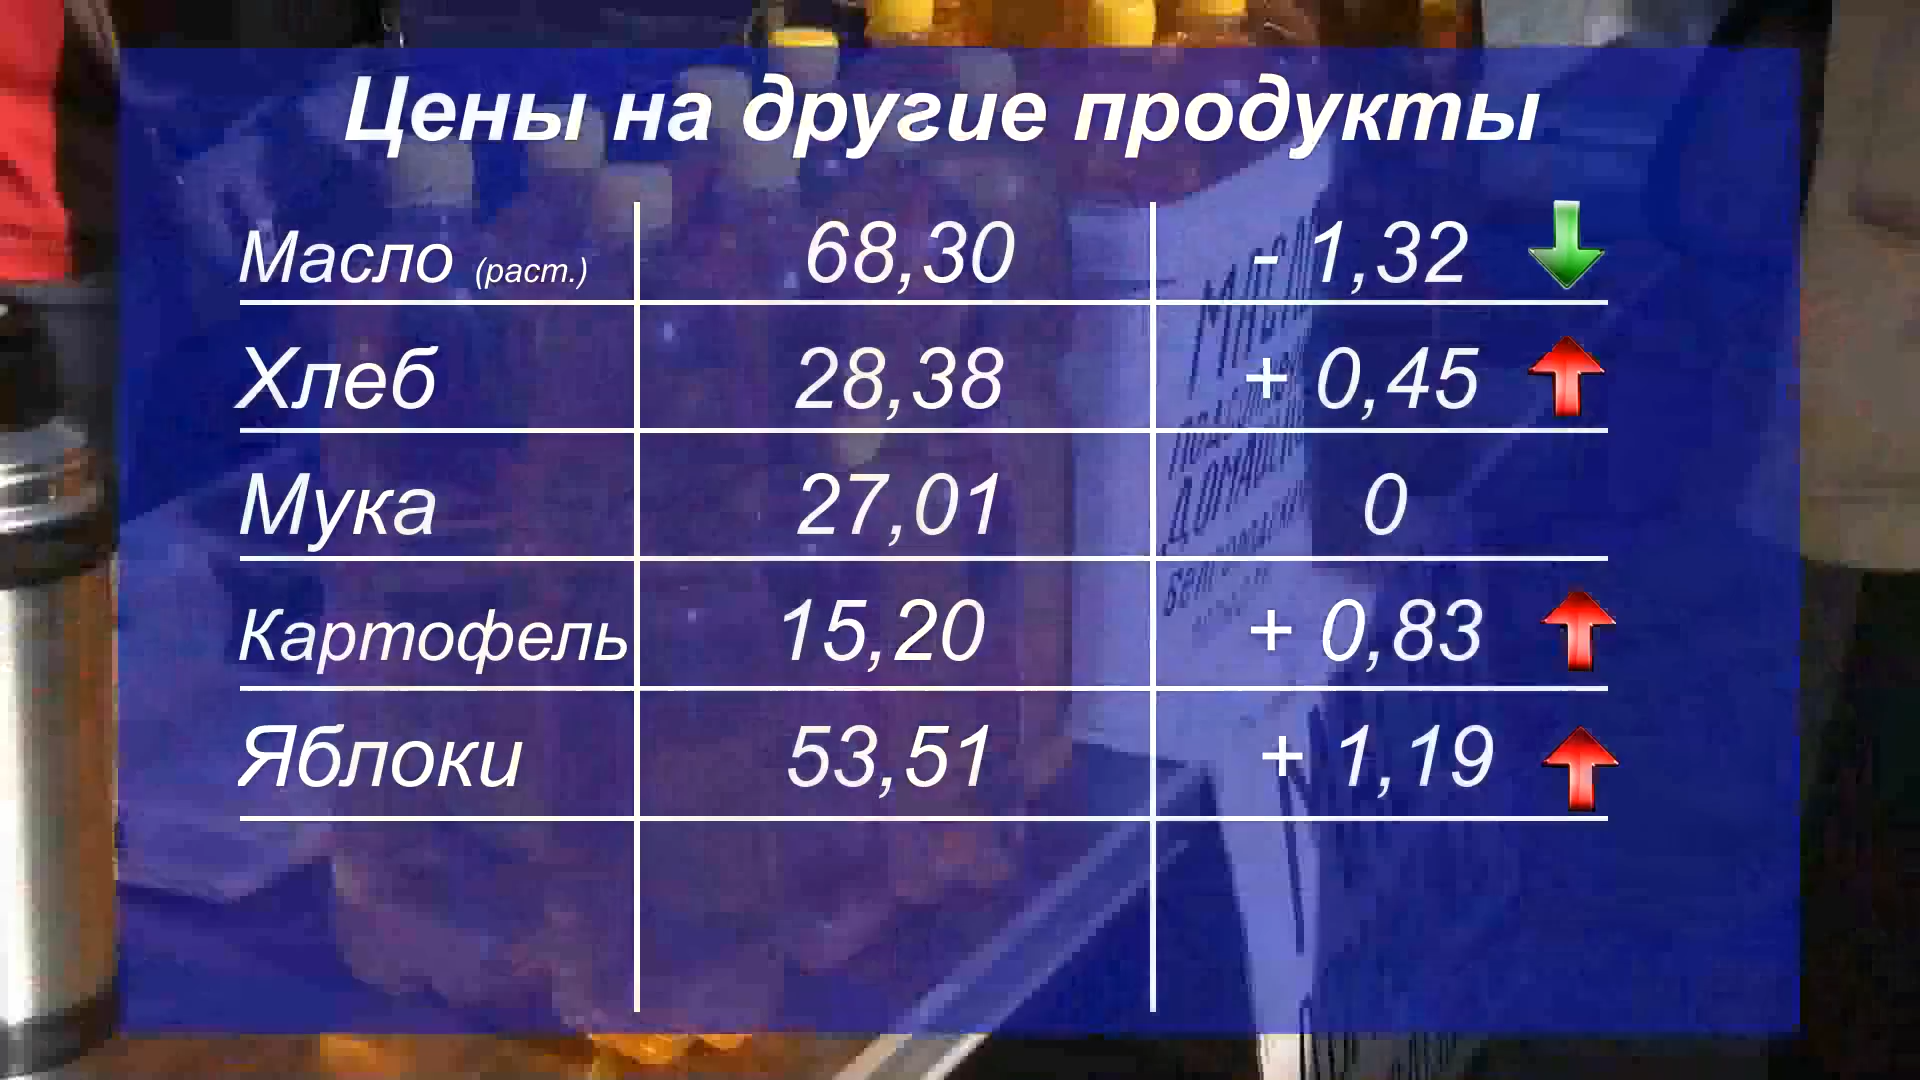 Цены на другие продукты
Масло (раст.) 68,30 - 1,32
Хлеб 28,38 + 0,45
Мука 27,01 0
Картофель 15,20 + 0,83
Яблоки 53,51 + 1,19